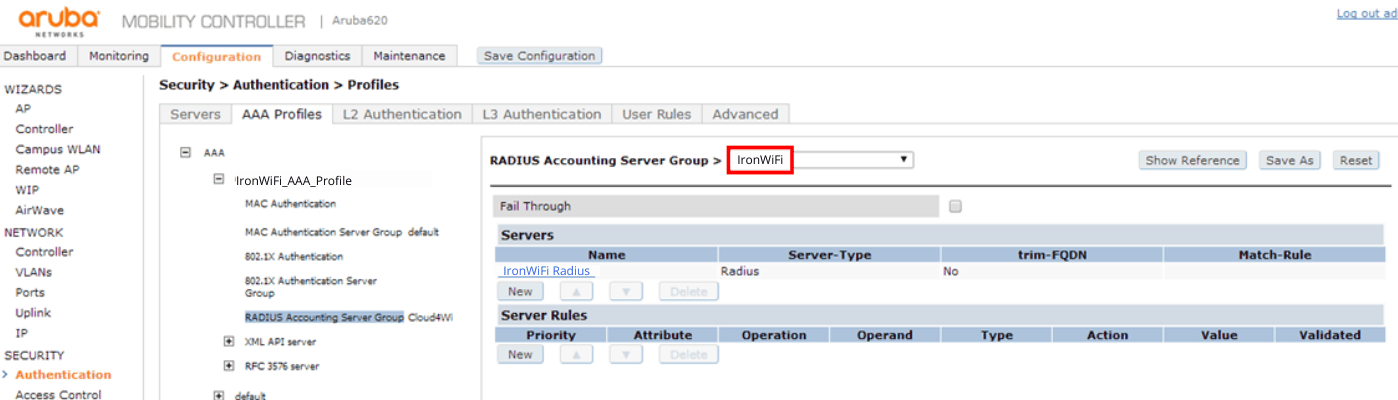 aruba NETWORKS MOBILITY CONTROLLER | Aruba620 Log out ad
Dashboard Monitoring Configuration Diagnostics Maintenance Save Configuration
WIZARDS
AP
Controller
Campus WLAN
Remote AP
WIP
AirWave
NETWORK
Controller
VLANs
Ports
Uplink
IP
SECURITY
> Authentication
Access Control
Security > Authentication > Profiles
Servers AAA Profiles L2 Authentication L3 Authentication User Rules Advanced
AAA
IronWiFi_AAA_Profile
MAC Authentication
MAC Authentication Server Group default
802.1X Authentication
802.1X Authentication Server
Group
RADIUS Accounting Server Group Cloud4Wi
XML API server
RFC 3576 server
default
RADIUS Accounting Server Group > IronWiFi Show Reference Save As Reset
Fail Through
Servers
Name Server-Type trim-FQDN Match-Rule
IronWiFi Radius Radius No
New ▲ ▼ Delete
Server Rules
Priority Attribute Operation Operand Type Action Value Validated
New ▲ ▼ Delete